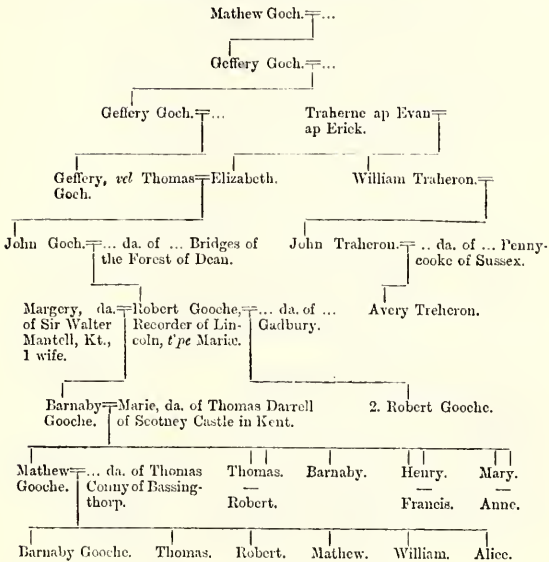 Mathew Goch.=...
Geffery Goch.=...
Geffery Goch.=... Traherne ap Evan=
ap Erick.
Geffery, vel Thomas=Elizabeth. William Traheron.=
Goch.
John Goch.=... da. of ... Bridges of John Traheron.= .. da. of ... Penny-
the Forest of Dean. cooke of Sussex.
Margery, da.=Robert Gooche,=... da. of ... Avery Treheron.
of Sir Walter Recorder of Lin- Gadbury.
Mantell, Kt., coln, t'pe Mariæ.
1 wife.
Barnaby=Marie, da. of Thomas Darrell 2. Robert Gooche.
Gooche. of Scotney Castle in Kent.
Mathew=... da. of Thomas Thomas. Barnaby. Henry. Mary.
Gooche. Conny of Bassing- — — —
thorp. Robert. Francis. Anne.
Barnaby Gooche. Thomas. Robert. Mathew. William. Alice.